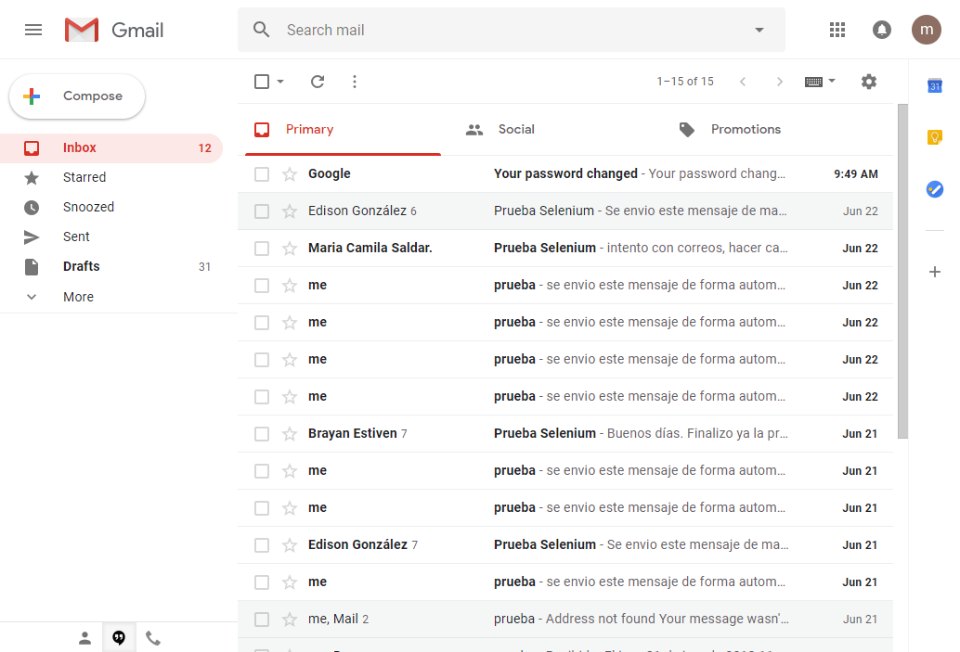 Gmail
Search mail
m
Compose
1–15 of 15
31
Inbox 12
Starred
Snoozed
Sent
Drafts 31
More
Primary
Social
Promotions
Google Your password changed - Your password chang... 9:49 AM
Edison González 6 Prueba Selenium - Se envio este mensaje de ma... Jun 22
Maria Camila Saldar. Prueba Selenium - intento con correos, hacer ca... Jun 22
me prueba - se envio este mensaje de forma autom... Jun 22
me prueba - se envio este mensaje de forma autom... Jun 22
me prueba - se envio este mensaje de forma autom... Jun 22
me prueba - se envio este mensaje de forma autom... Jun 22
Brayan Estiven 7 Prueba Selenium - Buenos días. Finalizo ya la pr... Jun 21
me prueba - se envio este mensaje de forma autom... Jun 21
me prueba - se envio este mensaje de forma autom... Jun 21
Edison González 7 Prueba Selenium - Se envio este mensaje de ma... Jun 21
me prueba - se envio este mensaje de forma autom... Jun 21
me, Mail 2 prueba - Address not found Your message wasn'... Jun 21